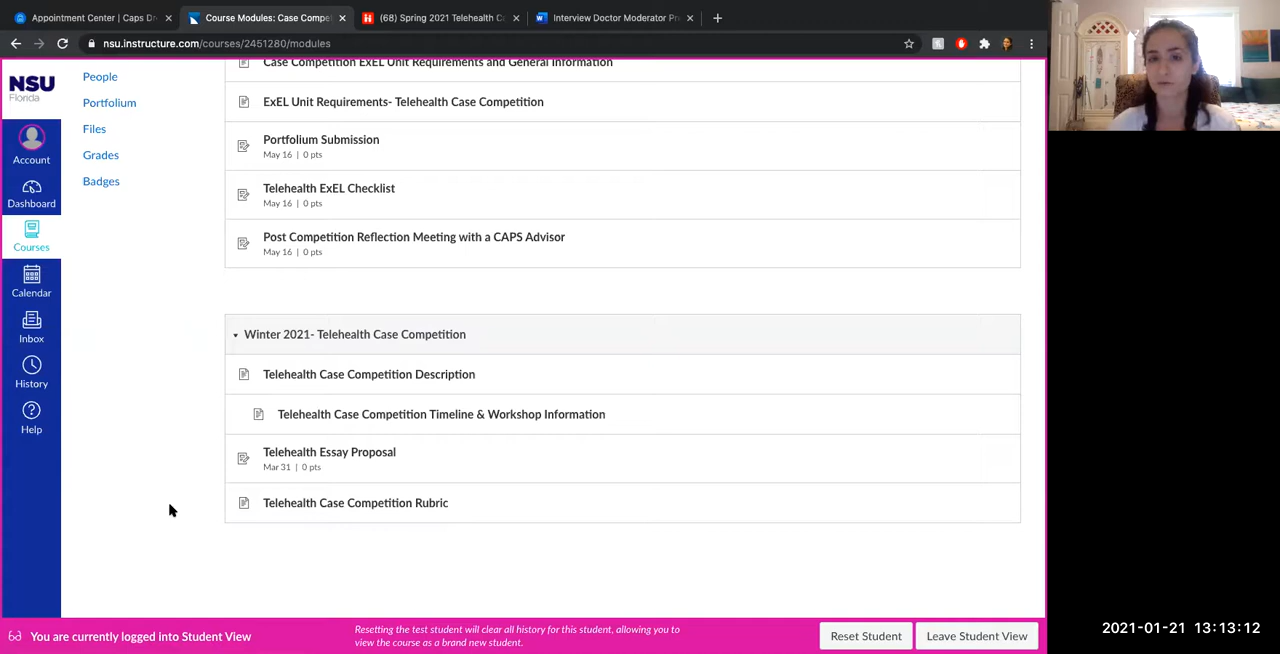 Appointment Center | Caps Dr
Course Modules: Case Compet
(68) Spring 2021 Telehealth Ca
Interview Doctor Moderator Pr
nsu.instructure.com/courses/2451280/modules
NSU
Florida
Account
Dashboard
Courses
Calendar
Inbox
History
Help
People
Portfolium
Files
Grades
Badges
Case Competition ExEL Unit Requirements and General Information
ExEL Unit Requirements- Telehealth Case Competition
Portfolium Submission
May 16 | 0 pts
Telehealth ExEL Checklist
May 16 | 0 pts
Post Competition Reflection Meeting with a CAPS Advisor
May 16 | 0 pts
Winter 2021- Telehealth Case Competition
Telehealth Case Competition Description
Telehealth Case Competition Timeline & Workshop Information
Telehealth Essay Proposal
Mar 31 | 0 pts
Telehealth Case Competition Rubric
You are currently logged into Student View
Resetting the test student will clear all history for this student, allowing you to
view the course as a brand new student.
Reset Student
Leave Student View
2021-01-21 13:13:12